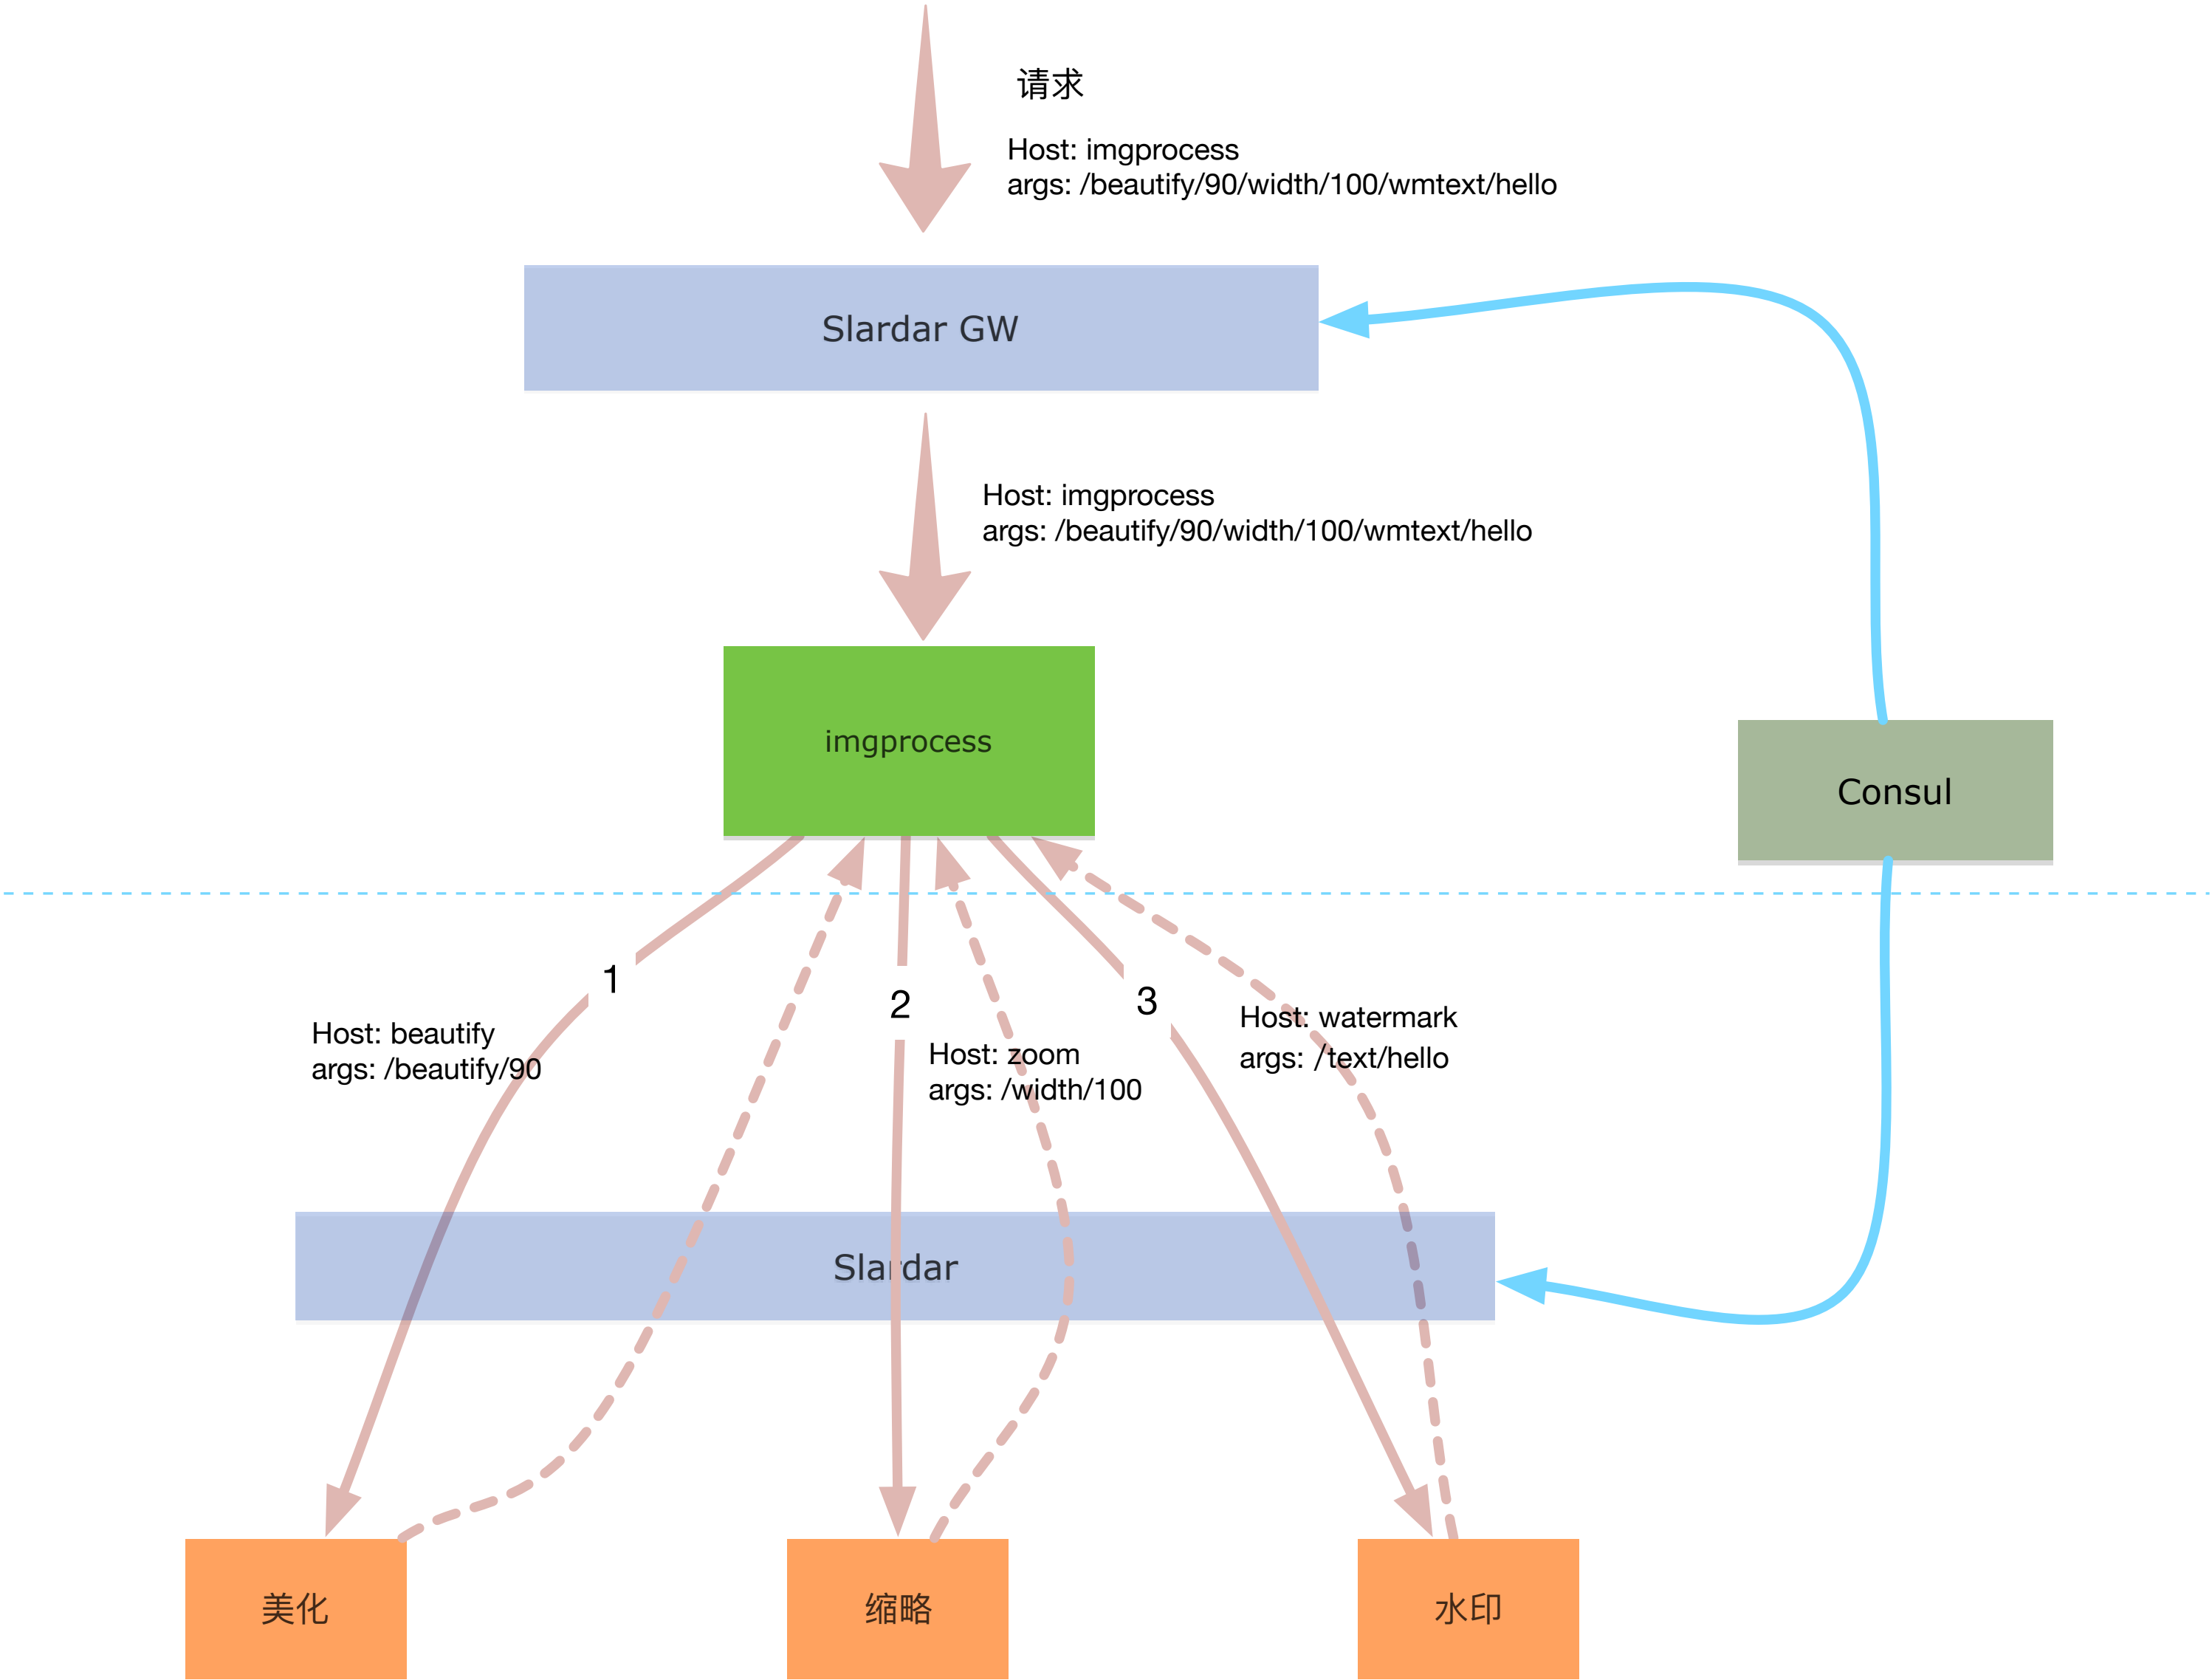 请求
Host: imgprocess
args: /beautify/90/width/100/wmtext/hello
Slardar GW
Host: imgprocess
args: /beautify/90/width/100/wmtext/hello
imgprocess
Consul
1
2
3
Host: beautify
args: /beautify/90
Host: zoom
args: /width/100
Host: watermark
args: /text/hello
Slardar
美化
缩略
水印